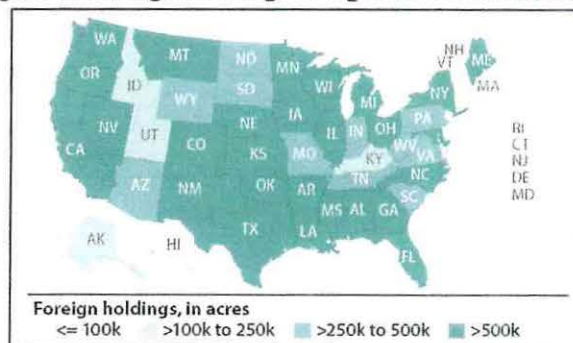 WA
MT
ND
MN
NH
VT
ME
OR
ID
SD
WI
MI
NY
MA
WY
NV
UT
CO
NE
IA
IL
IN
OH
PA
RI
CT
NJ
DE
MD
CA
KS
MO
KY
WV
VA
AZ
NM
OK
AR
TN
NC
SC
TX
LA
MS
AL
GA
FL
AK
HI
Foreign holdings, in acres
<= 100k >100k to 250k >250k to 500k >500k